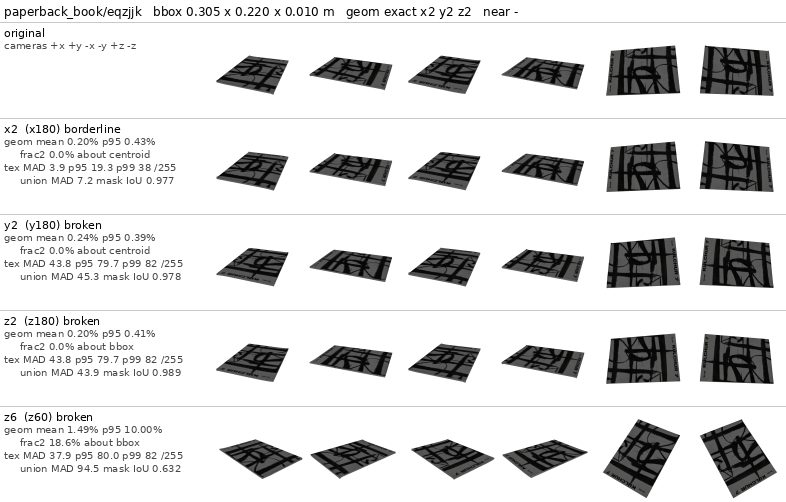 paperback_book/eqzjjk bbox 0.305 x 0.220 x 0.010 m geom exact x2 y2 z2 near -
original
cameras +x +y -x -y +z -z
x2 (x180) borderline
geom mean 0.20% p95 0.43%
frac2 0.0% about centroid
tex MAD 3.9 p95 19.3 p99 38 /255
union MAD 7.2 mask IoU 0.977
y2 (y180) broken
geom mean 0.24% p95 0.39%
frac2 0.0% about centroid
tex MAD 43.8 p95 79.7 p99 82 /255
union MAD 45.3 mask IoU 0.978
z2 (z180) broken
geom mean 0.20% p95 0.41%
frac2 0.0% about bbox
tex MAD 43.8 p95 79.7 p99 82 /255
union MAD 43.9 mask IoU 0.989
z6 (z60) broken
geom mean 1.49% p95 10.00%
frac2 18.6% about bbox
tex MAD 37.9 p95 80.0 p99 82 /255
union MAD 94.5 mask IoU 0.632